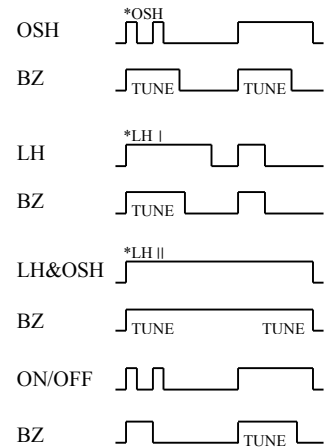 *OSH
OSH
BZ
TUNE TUNE
*LH I
LH
BZ
TUNE
*LH II
LH&OSH
BZ
TUNE TUNE
ON/OFF
BZ
TUNE